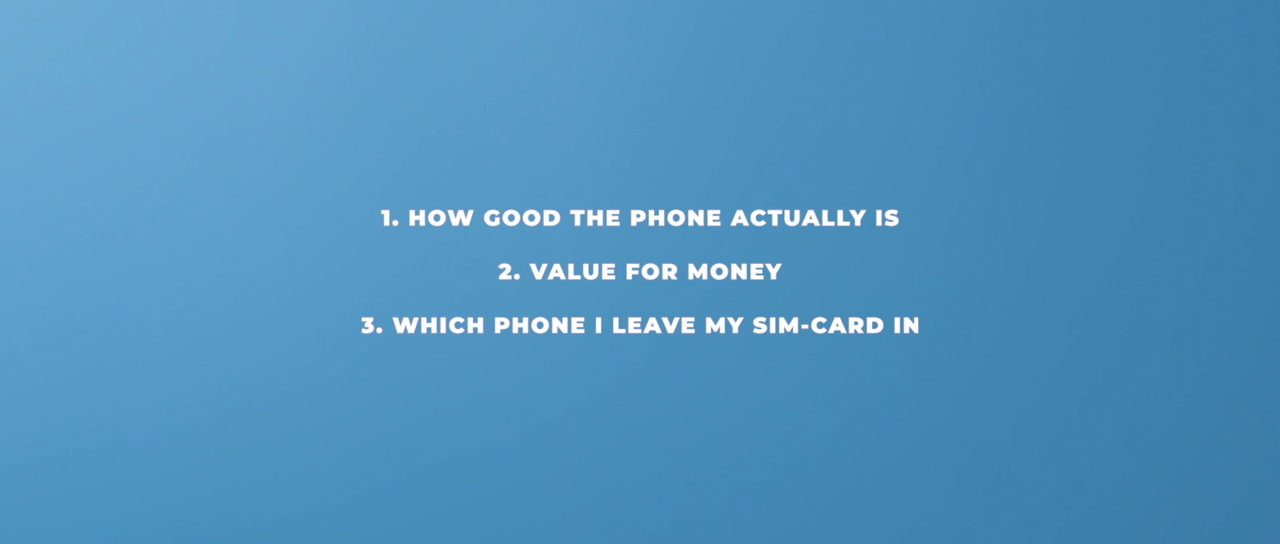 1. HOW GOOD THE PHONE ACTUALLY IS
2. VALUE FOR MONEY
3. WHICH PHONE I LEAVE MY SIM-CARD IN